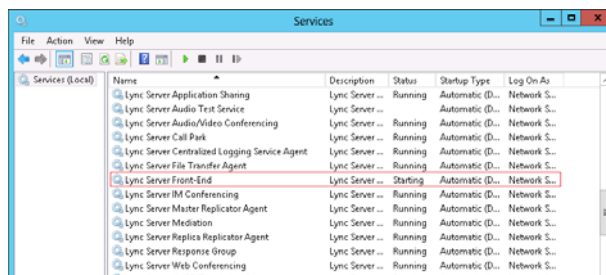 Services
File Action View Help
Services (Local)
Name Description Status Startup Type Log On As
Lync Server Application Sharing Lync Server ... Running Automatic (D... Network S...
Lync Server Audio Test Service Lync Server ... Automatic (D... Network S...
Lync Server Audio/Video Conferencing Lync Server ... Running Automatic (D... Network S...
Lync Server Call Park Lync Server ... Running Automatic (D... Network S...
Lync Server Centralized Logging Service Agent Lync Server ... Running Automatic (D... Network S...
Lync Server File Transfer Agent Lync Server ... Running Automatic (D... Network S...
Lync Server Front-End Lync Server ... Starting Automatic (D... Network S...
Lync Server IM Conferencing Lync Server ... Running Automatic (D... Network S...
Lync Server Master Replicator Agent Lync Server ... Running Automatic (D... Network S...
Lync Server Mediation Lync Server ... Running Automatic (D... Network S...
Lync Server Replica Replicator Agent Lync Server ... Running Automatic (D... Network S...
Lync Server Response Group Lync Server ... Running Automatic (D... Network S...
Lync Server Web Conferencing Lync Server ... Running Automatic (D... Network S...